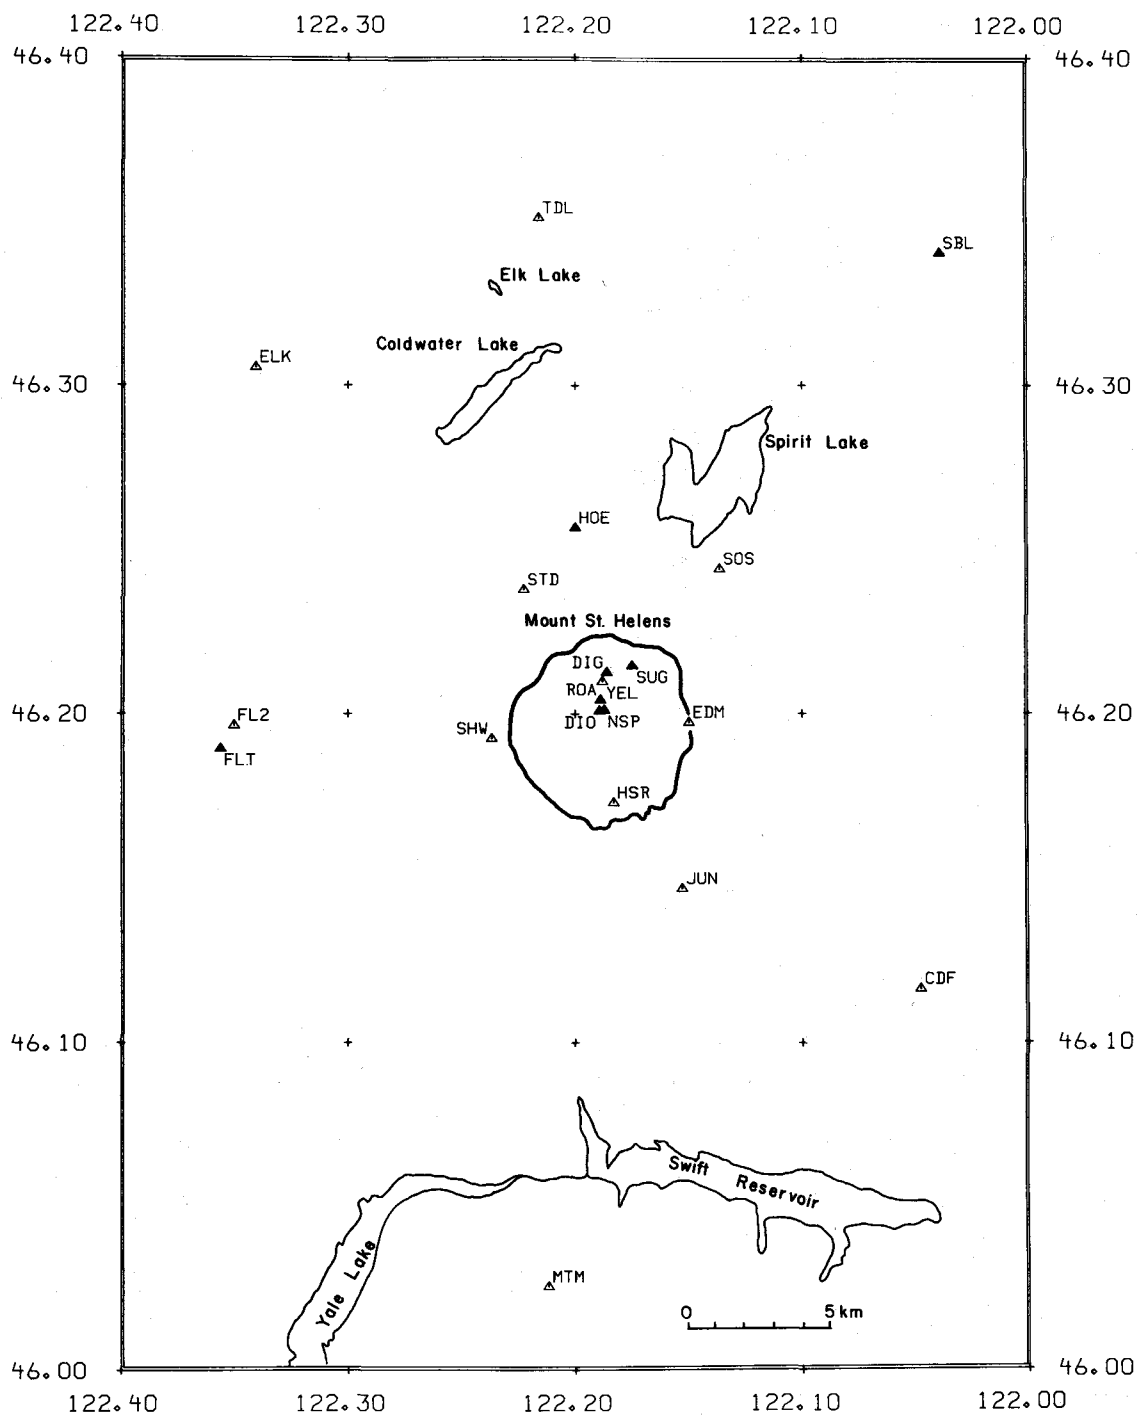 122.40 122.30 122.20 122.10 122.00
46.40 46.40
TDL
SBL
Elk Lake
Coldwater Lake
ELK
46.30 46.30
Spirit Lake
HOE
SOS
STD
Mount St. Helens
DIG
SUG
ROA YEL
FL2
EDM
46.20 46.20
SHW
DIO NSP
FLT
HSR
JUN
CDF
46.10 46.10
Swift Reservoir
Yale Lake
MTM
0 5 km
46.00 46.00
122.40 122.30 122.20 122.10 122.00